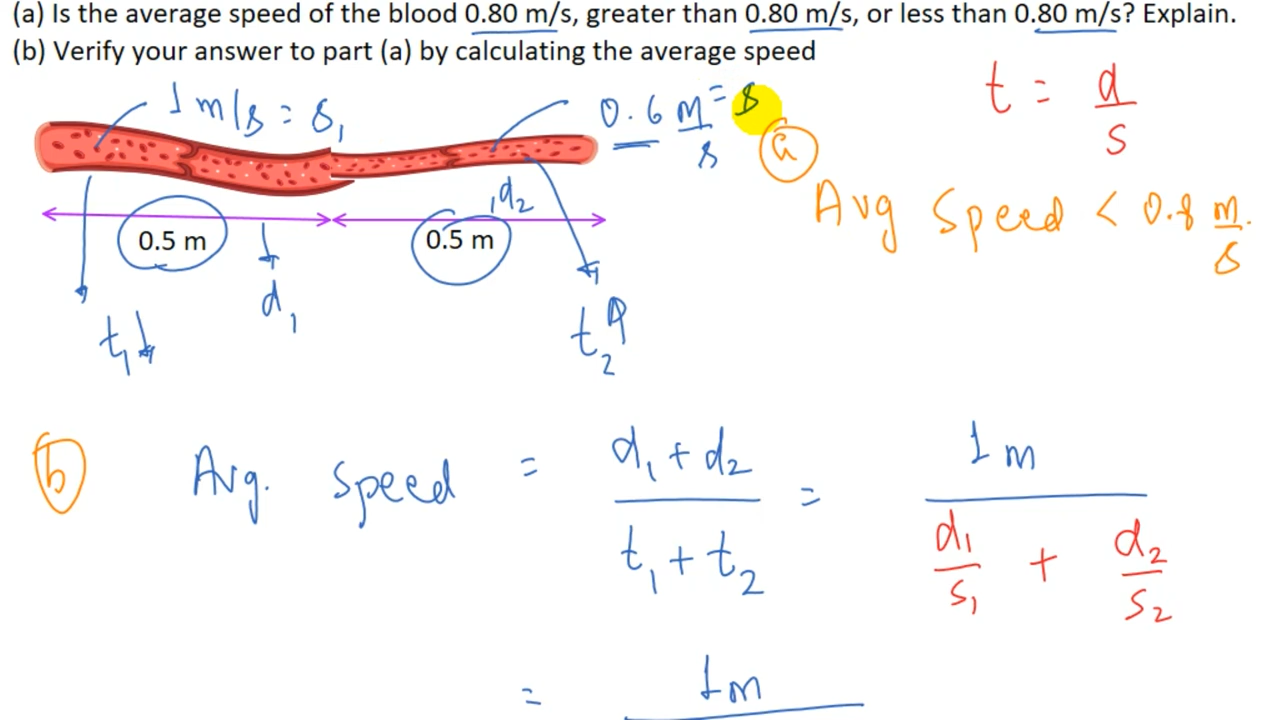 (a) Is the average speed of the blood 0.80 m/s, greater than 0.80 m/s, or less than 0.80 m/s? Explain.
(b) Verify your answer to part (a) by calculating the average speed
1 m/s = s₁
0.6 m/s = s
t = d/s
(a)
Avg Speed < 0.8 m/s.
0.5 m
0.5 m
d₂
d₁
t₁↓
t₂↑
(b) Avg. Speed = d₁ + d₂ / t₁ + t₂ = 1 m / d₁/s₁ + d₂/s₂
= 1 m